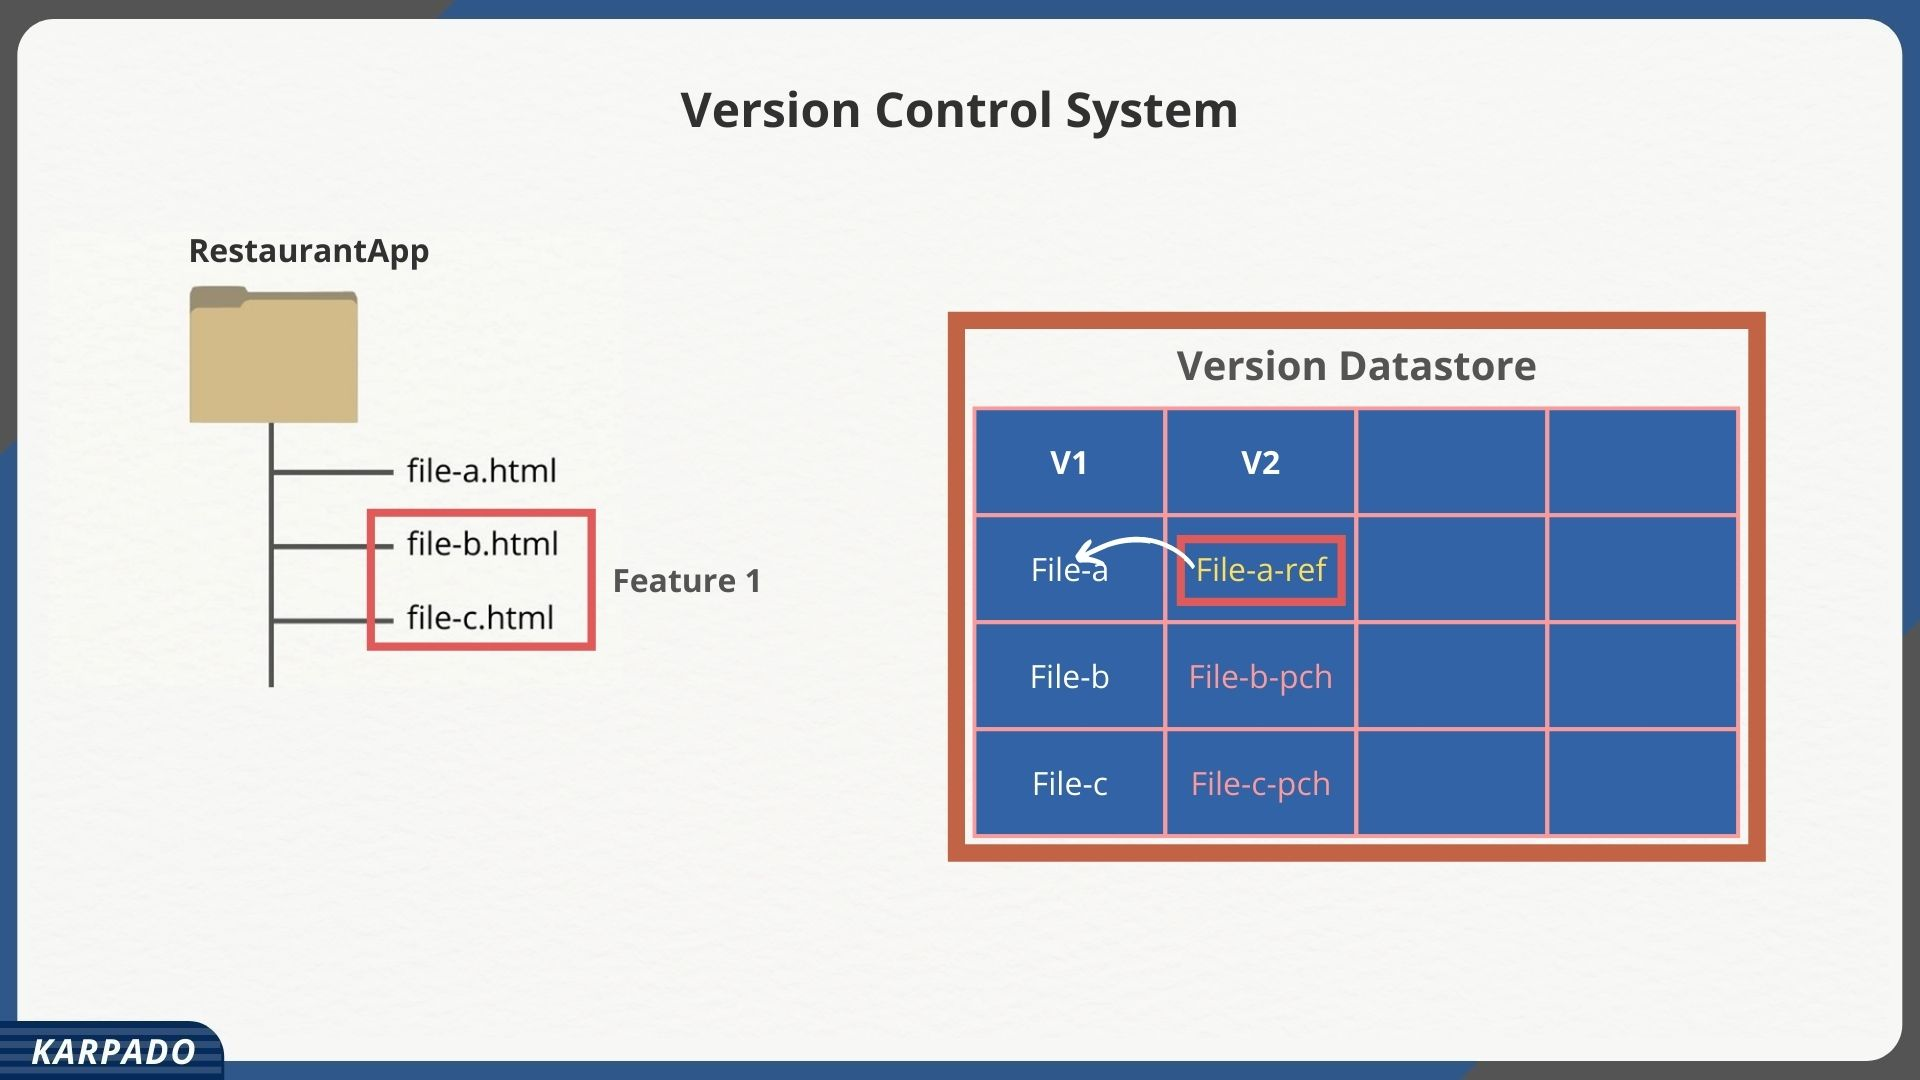 Version Control System
RestaurantApp
file-a.html
file-b.html
file-c.html
Feature 1
Version Datastore
V1 V2
File-a File-a-ref
File-b File-b-pch
File-c File-c-pch
KARPADO